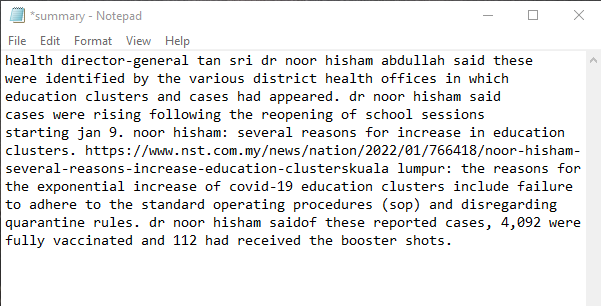 *summary - Notepad
File Edit Format View Help
health director-general tan sri dr noor hisham abdullah said these
were identified by the various district health offices in which
education clusters and cases had appeared. dr noor hisham said
cases were rising following the reopening of school sessions
starting jan 9. noor hisham: several reasons for increase in education
clusters. https://www.nst.com.my/news/nation/2022/01/766418/noor-hisham-
several-reasons-increase-education-clusterskuala lumpur: the reasons for
the exponential increase of covid-19 education clusters include failure
to adhere to the standard operating procedures (sop) and disregarding
quarantine rules. dr noor hisham saidof these reported cases, 4,092 were
fully vaccinated and 112 had received the booster shots.